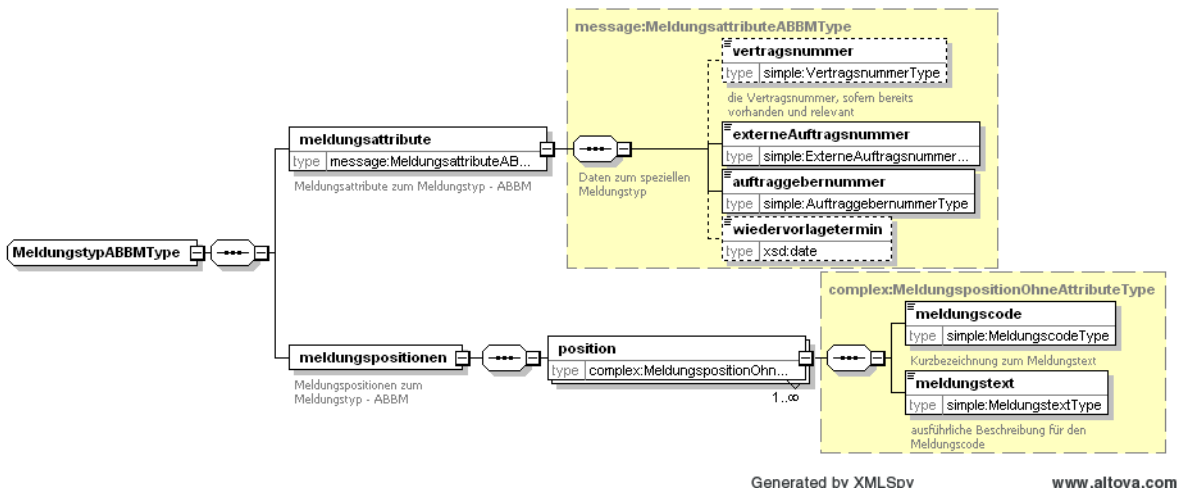 message:MeldungsattributeABBMType
vertragsnummer
type simple:VertragsnummerType
die Vertragsnummer, sofern bereits
vorhanden und relevant
meldungsattribute
type message:MeldungsattributeAB...
Meldungsattribute zum Meldungstyp - ABBM
Daten zum speziellen
Meldungstyp
externeAuftragsnummer
type simple:ExterneAuftragsnummer...
auftraggebernummer
type simple:AuftraggebernummerType
wiedervorlagetermin
type xsd:date
MeldungstypABBMType
complex:MeldungspositionOhneAttributeType
meldungspositionen
Meldungspositionen zum
Meldungstyp - ABBM
position
type complex:MeldungspositionOhn...
1..∞
meldungscode
type simple:MeldungscodeType
Kurzbezeichnung zum Meldungstext
meldungstext
type simple:MeldungstextType
ausführliche Beschreibung für den
Meldungscode
Generated by XMLSpy www.altova.com